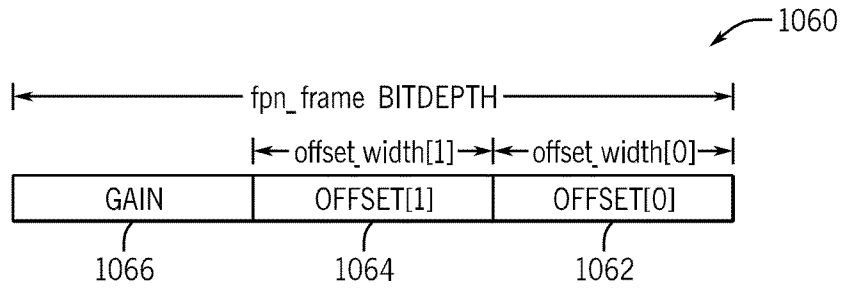 1060
fpn_frame BITDEPTH
offset_width[1] offset_width[0]
GAIN OFFSET[1] OFFSET[0]
1066 1064 1062